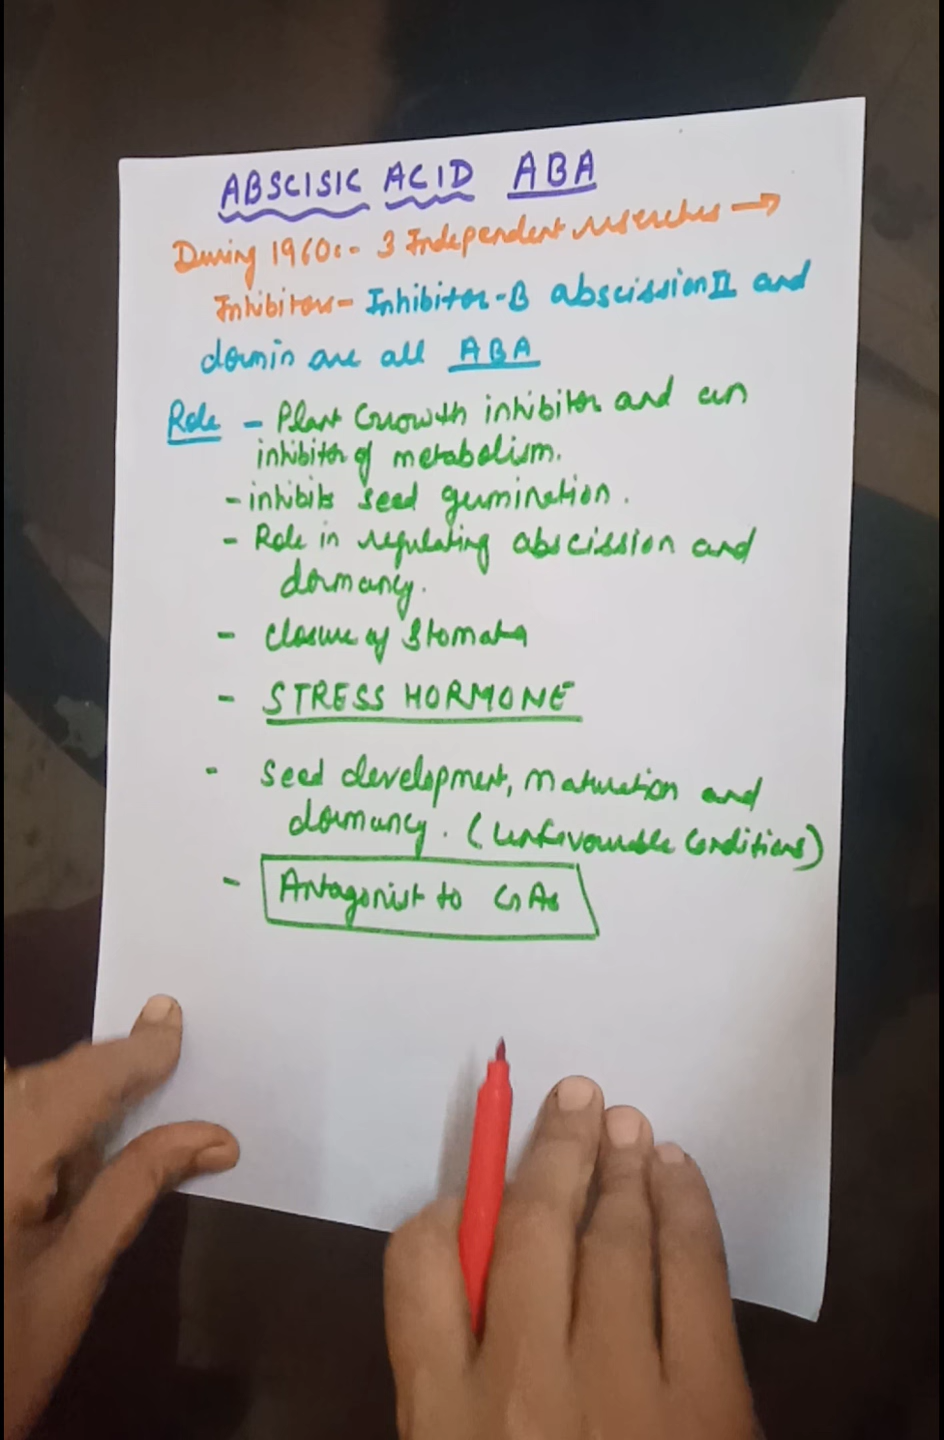 ABSCISIC ACID ABA
During 1960s - 3 Independent reserches →
Inhibitors - Inhibitor-B abscission II and
dormin are all ABA
Role - Plant Growth inhibitor and an
inhibitor of metabolism.
- inhibits seed germination.
- Role in regulating abscission and
dormancy.
- Closure of Stomata
- STRESS HORMONE
- Seed development, maturation and
dormancy. (Unfavourable Conditions)
- Antagonist to GAs